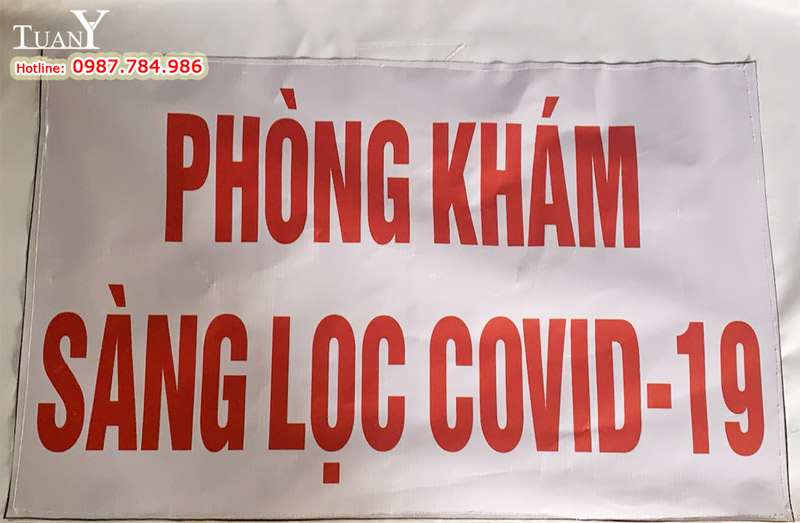 TUANY
Hotline: 0987.784.986
PHÒNG KHÁM
SÀNG LỌC COVID-19